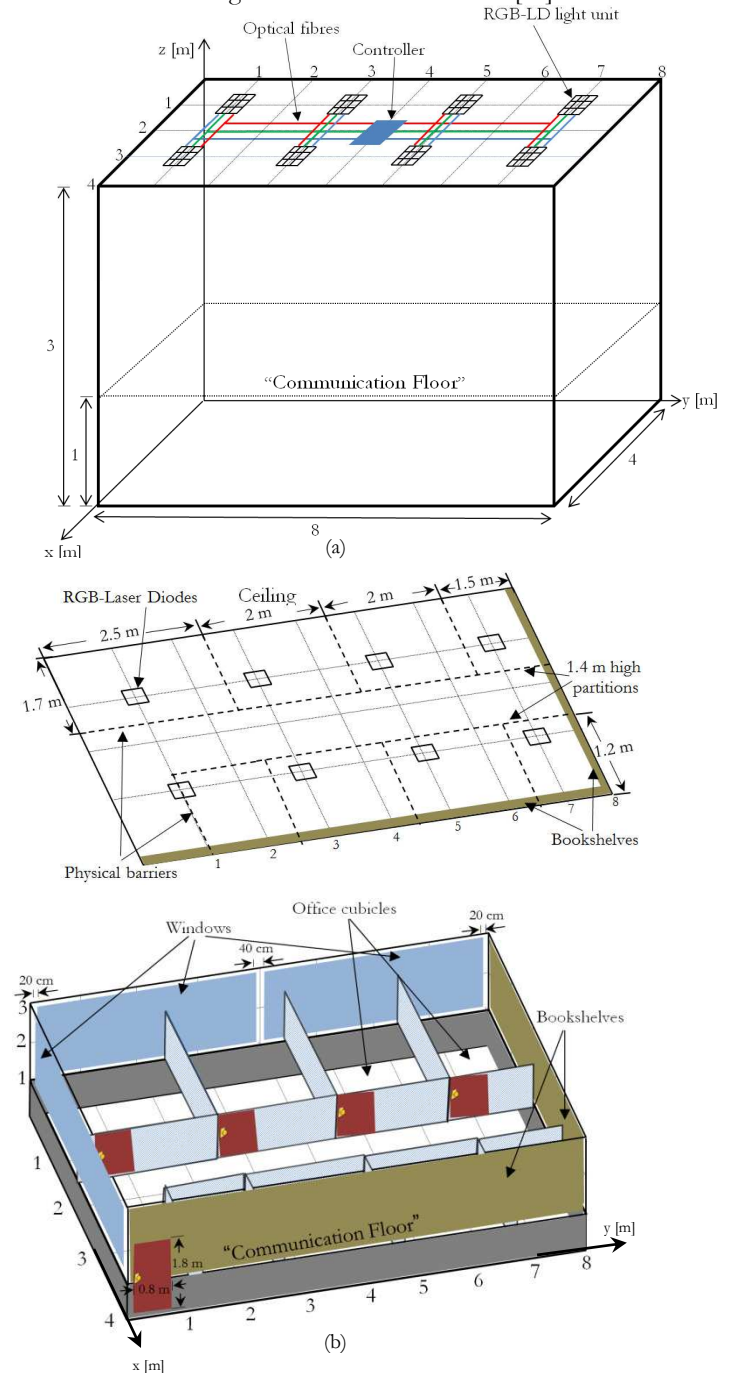 RGB-LD light unit
Optical fibres
Controller
z [m]
1 2 3 4 5 6 7 8
1
2
3
4
3
"Communication Floor"
y [m]
1
4
8
x [m]
(a)
RGB-Laser Diodes
Ceiling
2.5 m
2 m
2 m
1.5 m
1.7 m
1.4 m high
partitions
1.2 m
1 2 3 4 5 6 7 8
Bookshelves
Physical barriers
Office cubicles
Windows
20 cm
40 cm
20 cm
Bookshelves
3
2
1
1
2
3
4
"Communication Floor"
1.8 m
0.8 m
y [m]
1 2 3 4 5 6 7 8
(b)
x [m]